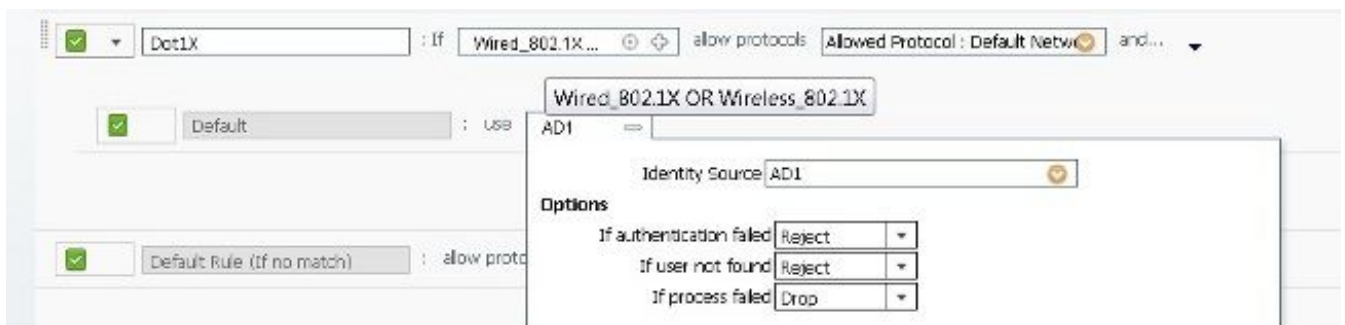 Dot1X : If Wired_802.1X... allow protocols Allowed Protocol : Default Netwo and...
Wired_802.1X OR Wireless_802.1X
Default : use AD1
Identity Source AD1
Options
If authentication failed Reject
If user not found Reject
Default Rule (If no match) : allow proto
If process failed Drop